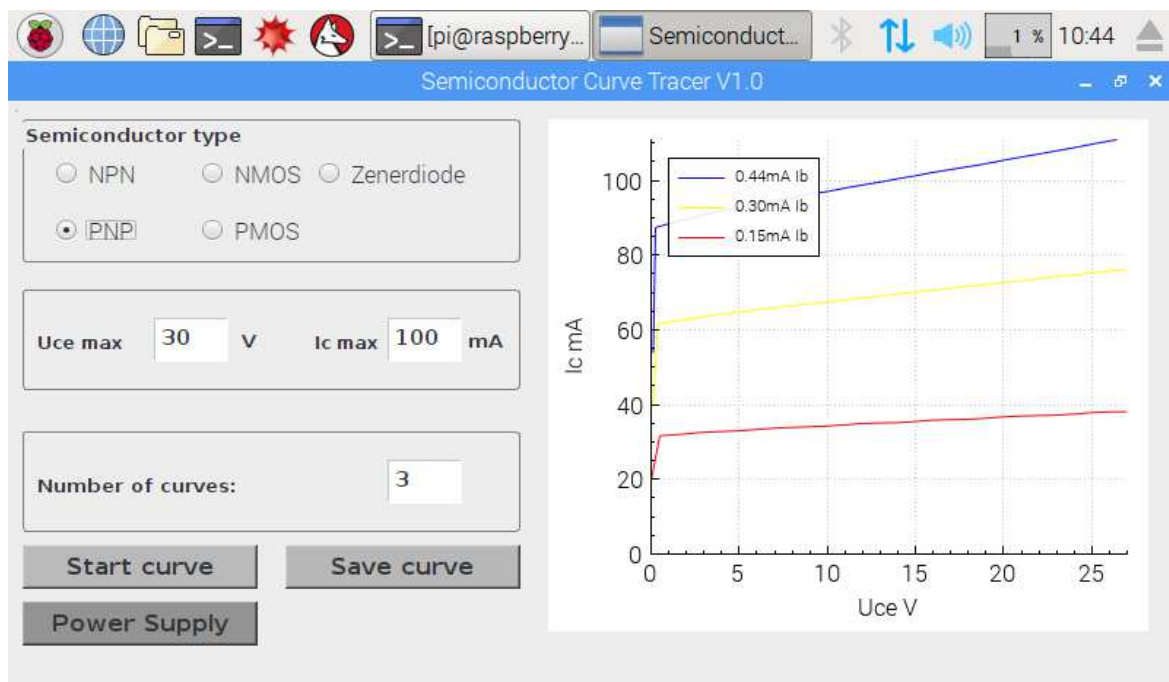 [pi@raspberry... Semiconduct... 1 % 10:44
Semiconductor Curve Tracer V1.0
Semiconductor type
NPN NMOS Zenerdiode
PNP PMOS
Uce max 30 V Ic max 100 mA
Number of curves: 3
Start curve Save curve
Power Supply
0.44mA Ib
0.30mA Ib
0.15mA Ib
100
80
60
40
20
0
Ic mA
0 5 10 15 20 25
Uce V